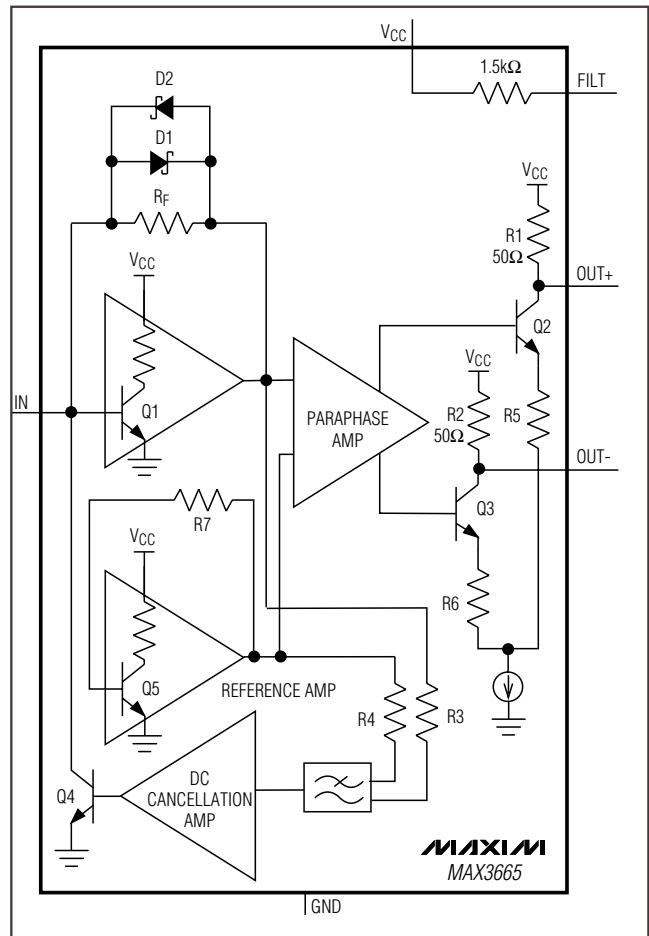 VCC
1.5kΩ
FILT
D2
D1
RF
VCC
VCC
R1
50Ω
OUT+
Q2
IN
Q1
PARAPHASE
AMP
VCC
R2
50Ω
R5
OUT-
R7
Q3
VCC
R6
Q5
REFERENCE AMP
R4
R3
Q4
DC
CANCELLATION
AMP
MAXIM
MAX3665
GND